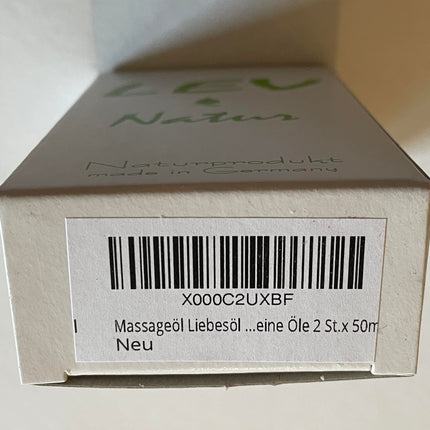 LEV
Natur
Naturprodukt
made in Germany
X000C2UXBF
Massageöl Liebesöl ...eine Öle 2 St.x 50m
Neu